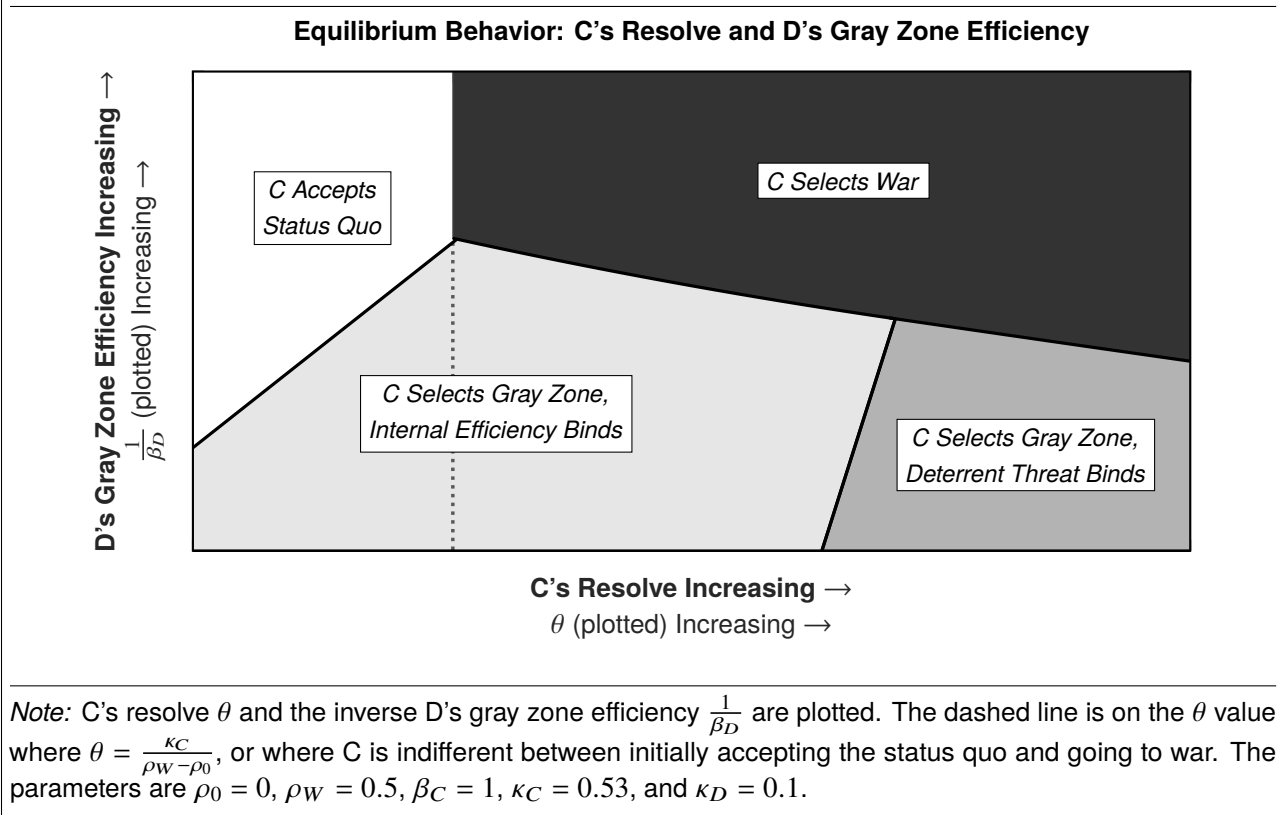 Equilibrium Behavior: C's Resolve and D's Gray Zone Efficiency
D's Gray Zone Efficiency Increasing →
1/β_D (plotted) Increasing →
C Accepts
Status Quo
C Selects War
C Selects Gray Zone,
Internal Efficiency Binds
C Selects Gray Zone,
Deterrent Threat Binds
C's Resolve Increasing →
θ (plotted) Increasing →
Note: C's resolve θ and the inverse D's gray zone efficiency 1/β_D are plotted. The dashed line is on the θ value
where θ = κ_C/(ρ_W−ρ_0), or where C is indifferent between initially accepting the status quo and going to war. The
parameters are ρ_0 = 0, ρ_W = 0.5, β_C = 1, κ_C = 0.53, and κ_D = 0.1.